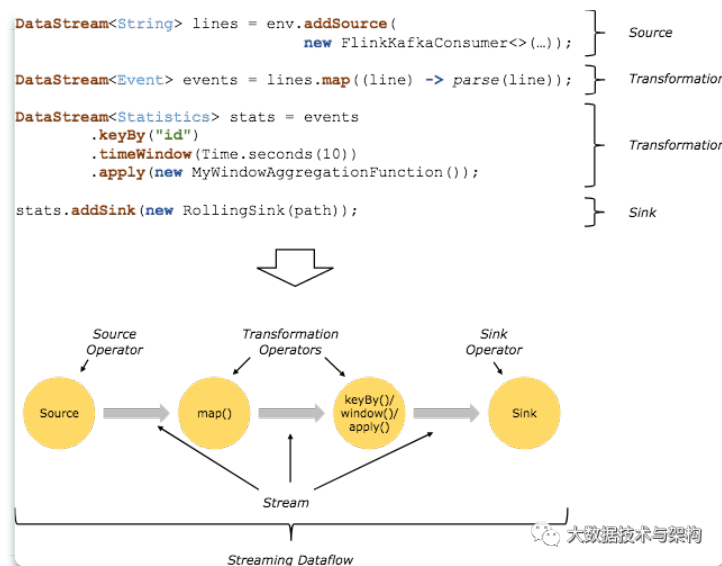 DataStream<String> lines = env.addSource(
new FlinkKafkaConsumer<>(…));
Source
DataStream<Event> events = lines.map((line) -> parse(line));
Transformation
DataStream<Statistics> stats = events
.keyBy("id")
.timeWindow(Time.seconds(10))
.apply(new MyWindowAggregationFunction());
Transformation
stats.addSink(new RollingSink(path));
Sink
Source
Operator
Transformation
Operators
Sink
Operator
Source
map()
keyBy()/
window()/
apply()
Sink
Stream
大数据技术与架构
Streaming Dataflow